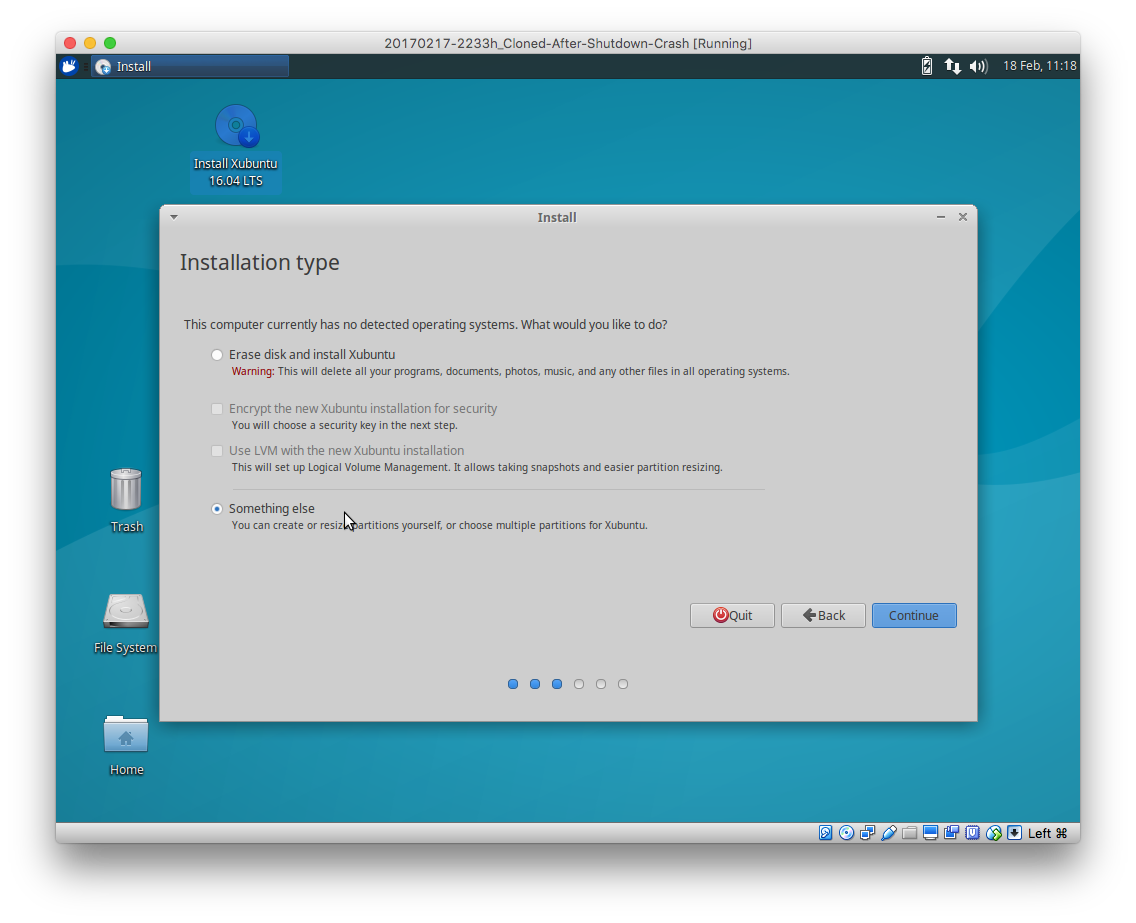 20170217-2233h_Cloned-After-Shutdown-Crash [Running]
Install
18 Feb, 11:18
Install Xubuntu
16.04 LTS
Install
Installation type
This computer currently has no detected operating systems. What would you like to do?
Erase disk and install Xubuntu
Warning: This will delete all your programs, documents, photos, music, and any other files in all operating systems.
Encrypt the new Xubuntu installation for security
You will choose a security key in the next step.
Use LVM with the new Xubuntu installation
This will set up Logical Volume Management. It allows taking snapshots and easier partition resizing.
Something else
You can create or resize partitions yourself, or choose multiple partitions for Xubuntu.
Quit
Back
Continue
Trash
File System
Home
Left ⌘